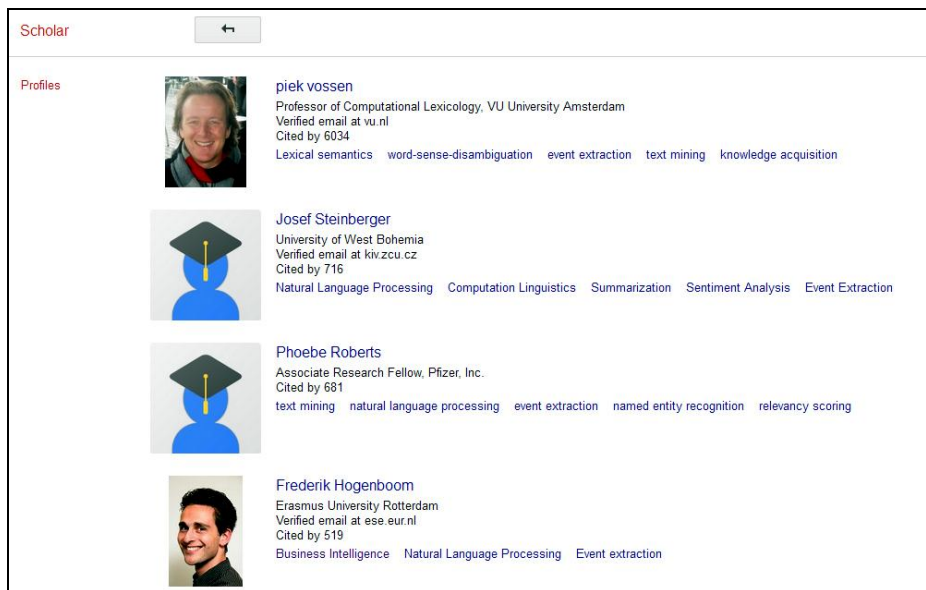 Scholar
Profiles
piek vossen
Professor of Computational Lexicology, VU University Amsterdam
Verified email at vu.nl
Cited by 6034
Lexical semantics word-sense-disambiguation event extraction text mining knowledge acquisition
Josef Steinberger
University of West Bohemia
Verified email at kiv.zcu.cz
Cited by 716
Natural Language Processing Computation Linguistics Summarization Sentiment Analysis Event Extraction
Phoebe Roberts
Associate Research Fellow, Pfizer, Inc.
Cited by 681
text mining natural language processing event extraction named entity recognition relevancy scoring
Frederik Hogenboom
Erasmus University Rotterdam
Verified email at ese.eur.nl
Cited by 519
Business Intelligence Natural Language Processing Event extraction